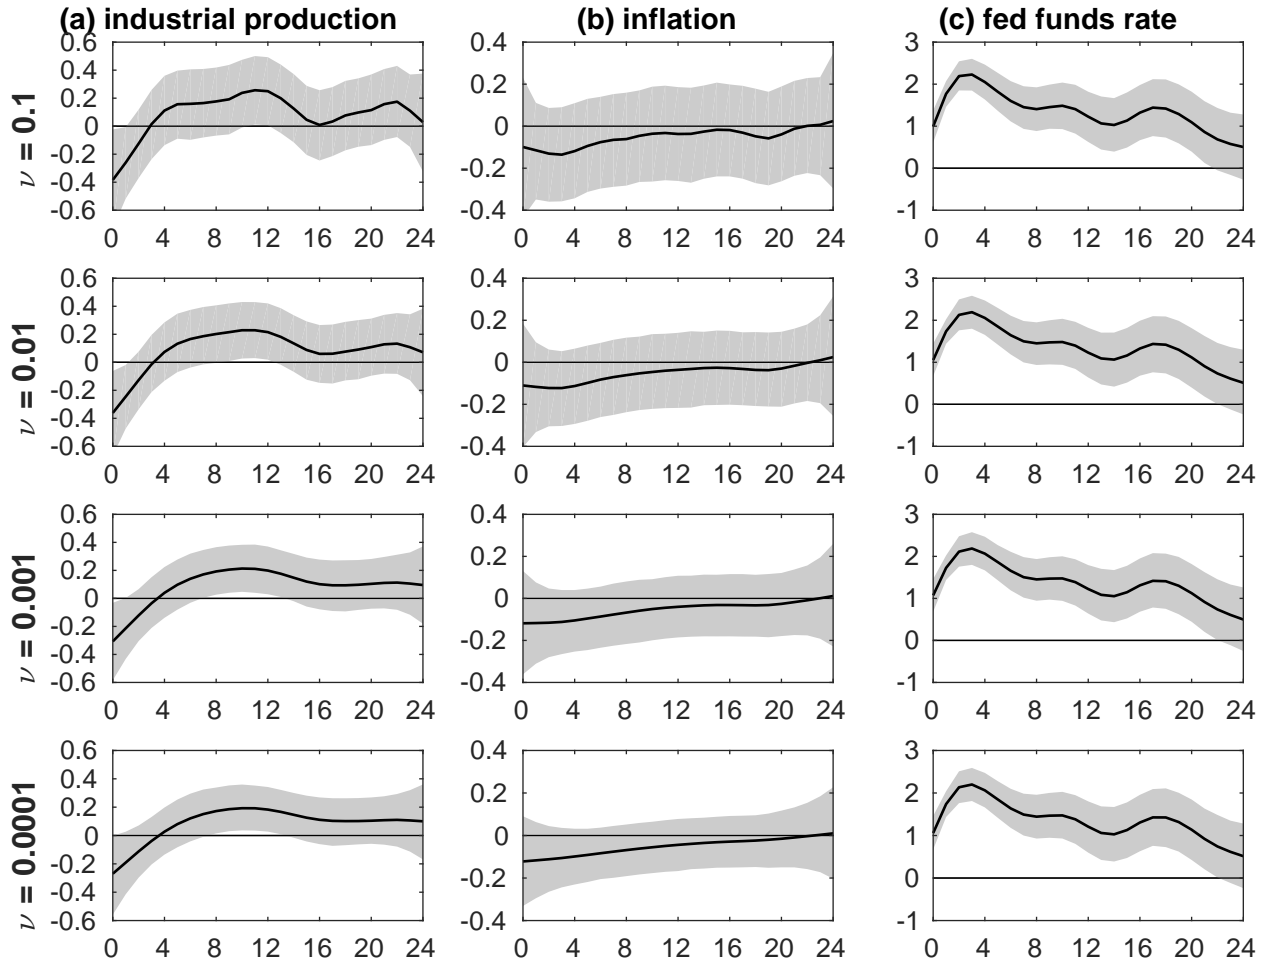 (a) industrial production (b) inflation (c) fed funds rate
ν = 0.1
0.6 0.4 0.2 0 -0.2 -0.4 -0.6
0 4 8 12 16 20 24
0.4 0.2 0 -0.2 -0.4
0 4 8 12 16 20 24
3 2 1 0 -1
0 4 8 12 16 20 24
ν = 0.01
0.6 0.4 0.2 0 -0.2 -0.4 -0.6
0 4 8 12 16 20 24
0.4 0.2 0 -0.2 -0.4
0 4 8 12 16 20 24
3 2 1 0 -1
0 4 8 12 16 20 24
ν = 0.001
0.6 0.4 0.2 0 -0.2 -0.4 -0.6
0 4 8 12 16 20 24
0.4 0.2 0 -0.2 -0.4
0 4 8 12 16 20 24
3 2 1 0 -1
0 4 8 12 16 20 24
ν = 0.0001
0.6 0.4 0.2 0 -0.2 -0.4 -0.6
0 4 8 12 16 20 24
0.4 0.2 0 -0.2 -0.4
0 4 8 12 16 20 24
3 2 1 0 -1
0 4 8 12 16 20 24